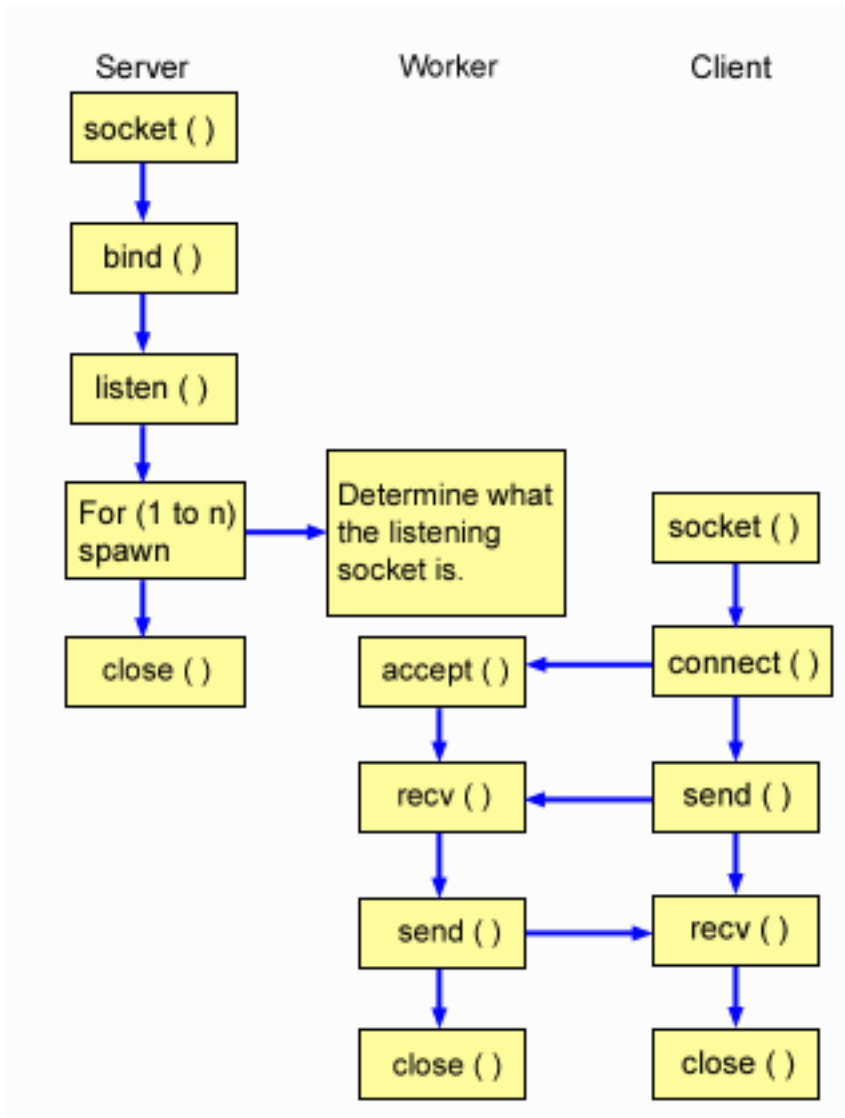 Server
Worker
Client
socket ( )
bind ( )
listen ( )
For (1 to n)
spawn
close ( )
Determine what
the listening
socket is.
accept ( )
recv ( )
send ( )
close ( )
socket ( )
connect ( )
send ( )
recv ( )
close ( )